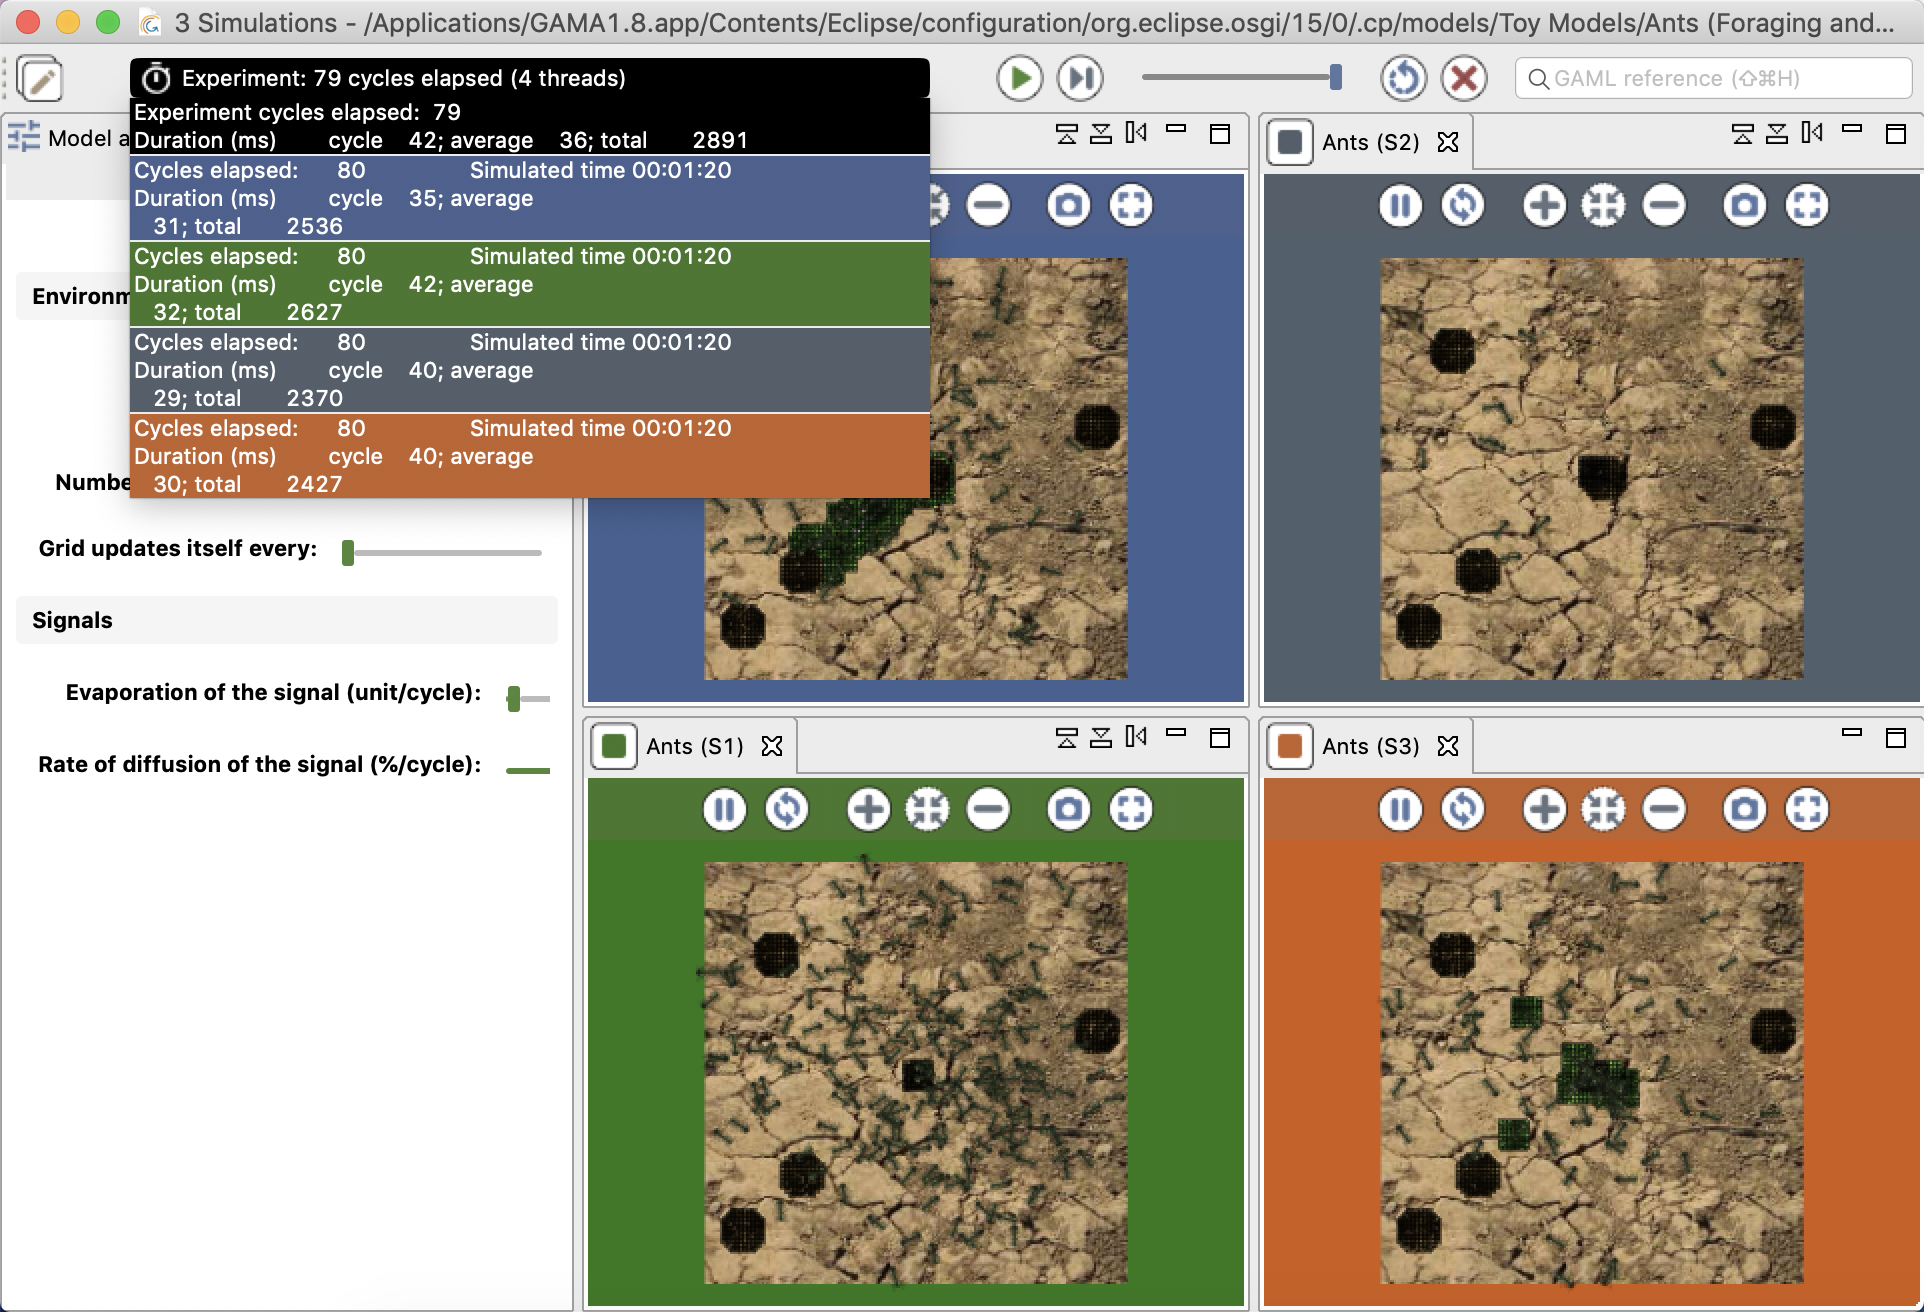 3 Simulations - /Applications/GAMA1.8.app/Contents/Eclipse/configuration/org.eclipse.osgi/15/0/.cp/models/Toy Models/Ants (Foraging and...
Experiment: 79 cycles elapsed (4 threads)
GAML reference (⇧⌘H)
Experiment cycles elapsed: 79
Duration (ms) cycle 42; average 36; total 2891
Cycles elapsed: 80 Simulated time 00:01:20
Duration (ms) cycle 35; average
31; total 2536
Cycles elapsed: 80 Simulated time 00:01:20
Duration (ms) cycle 42; average
32; total 2627
Cycles elapsed: 80 Simulated time 00:01:20
Duration (ms) cycle 40; average
29; total 2370
Cycles elapsed: 80 Simulated time 00:01:20
Duration (ms) cycle 40; average
30; total 2427
Model a
Environm
Numbe
Grid updates itself every:
Signals
Evaporation of the signal (unit/cycle):
Rate of diffusion of the signal (%/cycle):
Ants (S2)
Ants (S1)
Ants (S3)